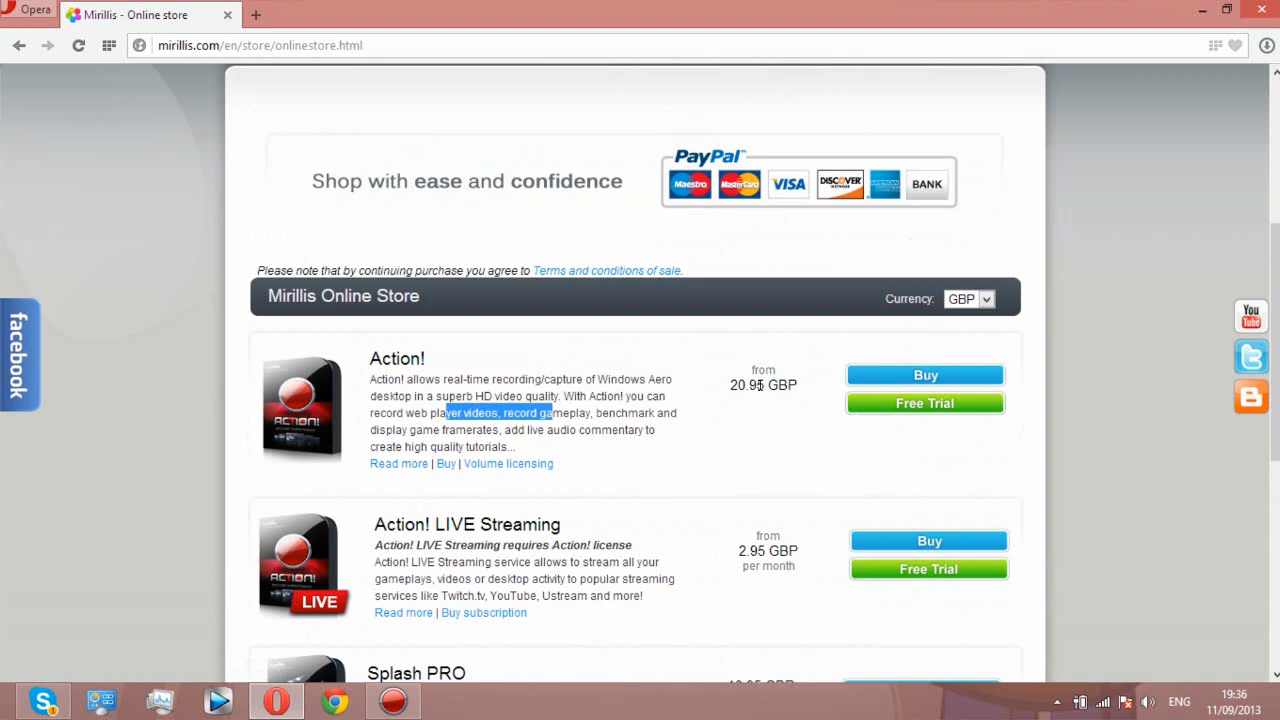 Opera
Mirillis - Online store
mirillis.com/en/store/onlinestore.html
Shop with ease and confidence
PayPal™
Maestro MasterCard VISA DISCOVER BANK
Please note that by continuing purchase you agree to Terms and conditions of sale.
Mirillis Online Store
Currency: GBP
Action!
Action! allows real-time recording/capture of Windows Aero
desktop in a superb HD video quality. With Action! you can
record web player videos, record gameplay, benchmark and
display game framerates, add live audio commentary to
create high quality tutorials...
Read more | Buy | Volume licensing
from
20.95 GBP
Buy
Free Trial
ACTION!
Action! LIVE Streaming
Action! LIVE Streaming requires Action! license
Action! LIVE Streaming service allows to stream all your
gameplays, videos or desktop activity to popular streaming
services like Twitch.tv, YouTube, Ustream and more!
Read more | Buy subscription
from
2.95 GBP
per month
Buy
Free Trial
ACTION!
LIVE
Splash PRO
facebook
You
Tube
ENG
19:36
11/09/2013